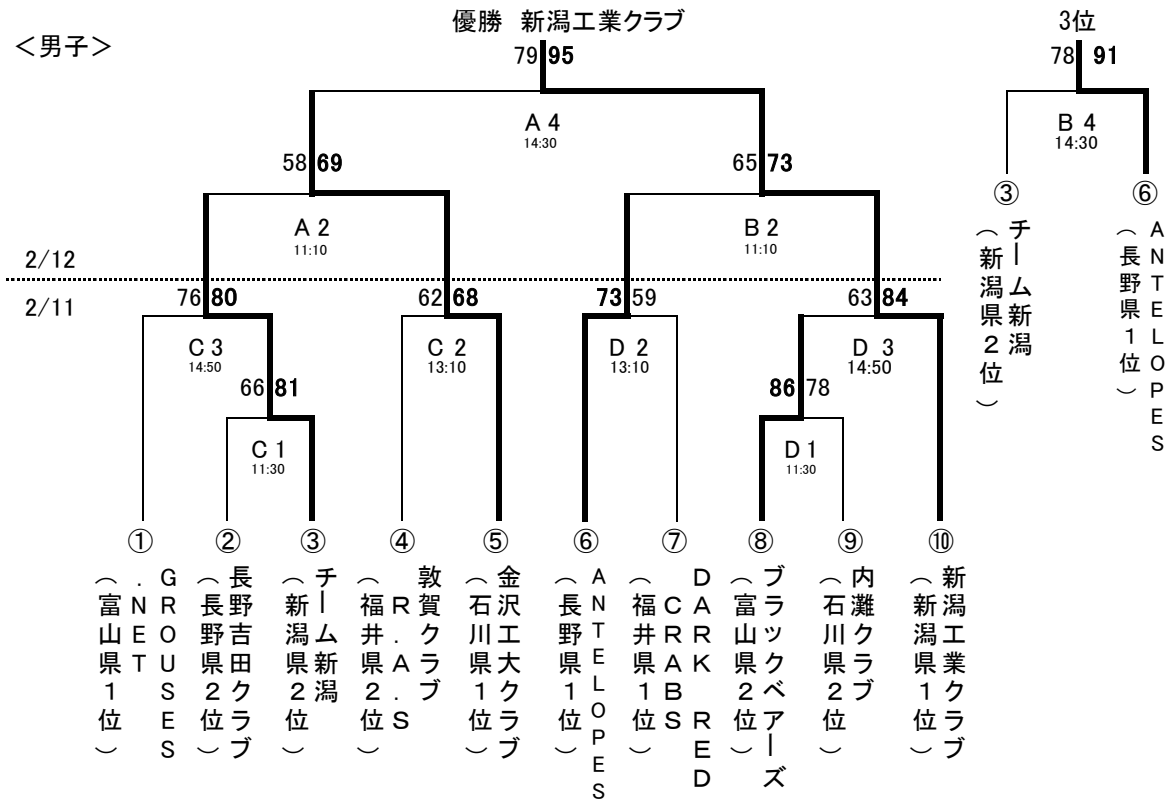 優勝 新潟工業クラブ
3位
＜男子＞
79 95
78 91
A 4
14:30
B 4
14:30
58 69
65 73
③
⑥
チーム新潟
（新潟県２位）
ＡＮＴＥＬＯＰＥＳ
（長野県１位）
A 2
11:10
B 2
11:10
2/12
2/11
76 80
62 68
73 59
63 84
C 3
14:50
C 2
13:10
D 2
13:10
D 3
14:50
66 81
86 78
C 1
11:30
D 1
11:30
①
②
③
④
⑤
⑥
⑦
⑧
⑨
⑩
ＧＲＯＵＳＥＳ
．ＮＥＴ
（富山県１位）
長野吉田クラブ
（長野県２位）
チーム新潟
（新潟県２位）
敦賀クラブ
Ｒ．Ａ．Ｓ
（福井県２位）
金沢工大クラブ
（石川県１位）
ＡＮＴＥＬＯＰＥＳ
（長野県１位）
ＤＡＲＫ ＲＥＤ
ＣＲＡＢＳ
（福井県１位）
ブラックベアーズ
（富山県２位）
内灘クラブ
（石川県２位）
新潟工業クラブ
（新潟県１位）